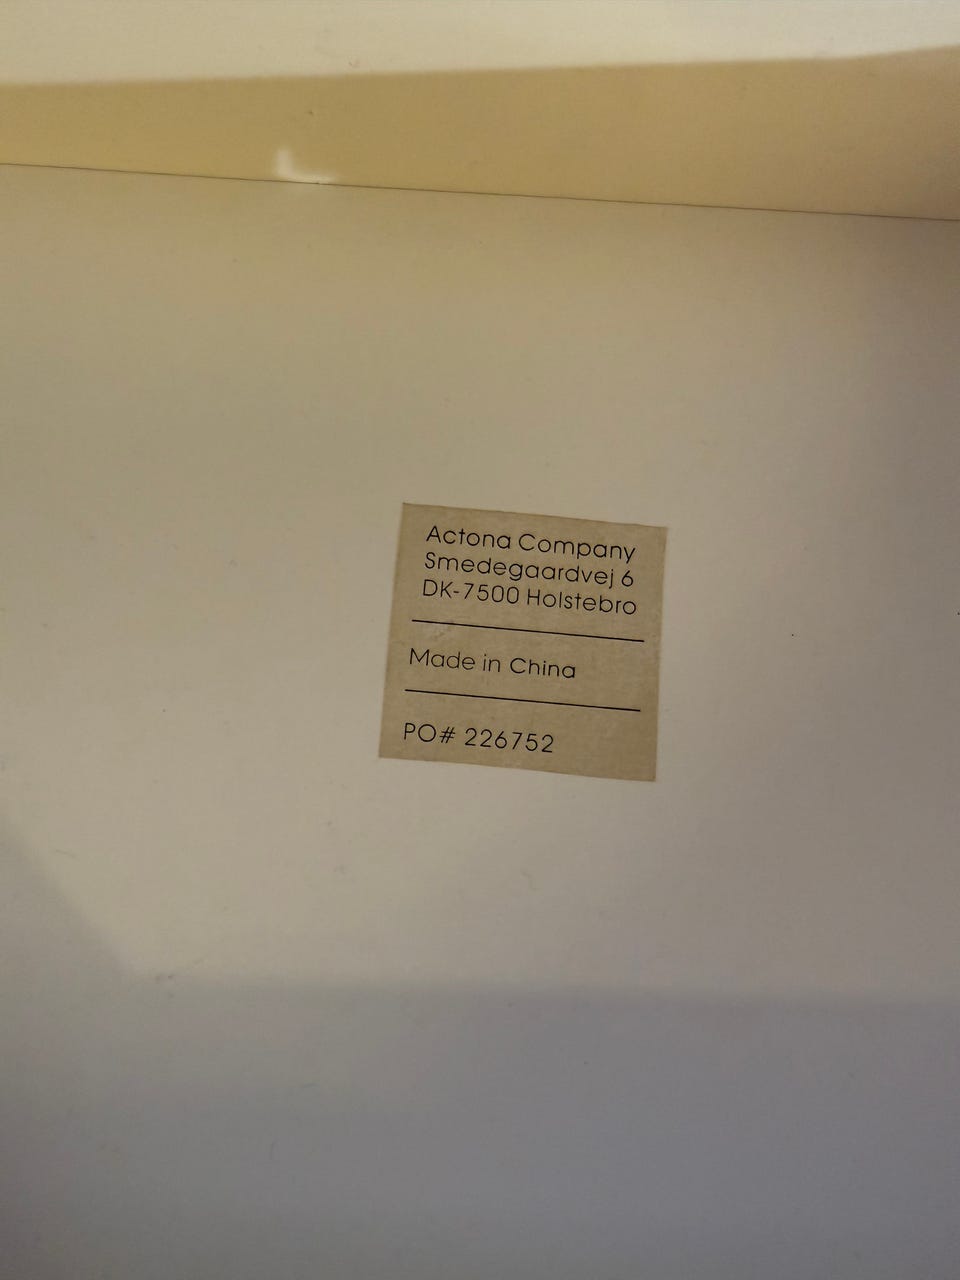 Actona Company
Smedegaardvej 6
DK-7500 Holstebro
Made in China
PO# 226752